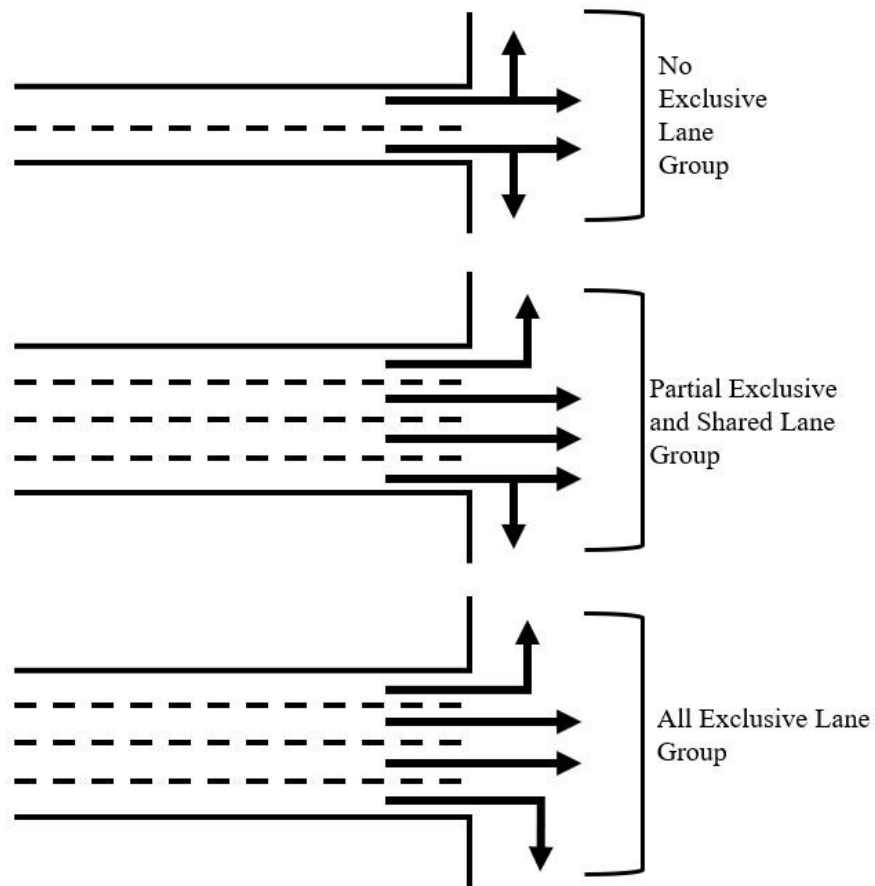 No
Exclusive
Lane
Group
Partial Exclusive
and Shared Lane
Group
All Exclusive Lane
Group